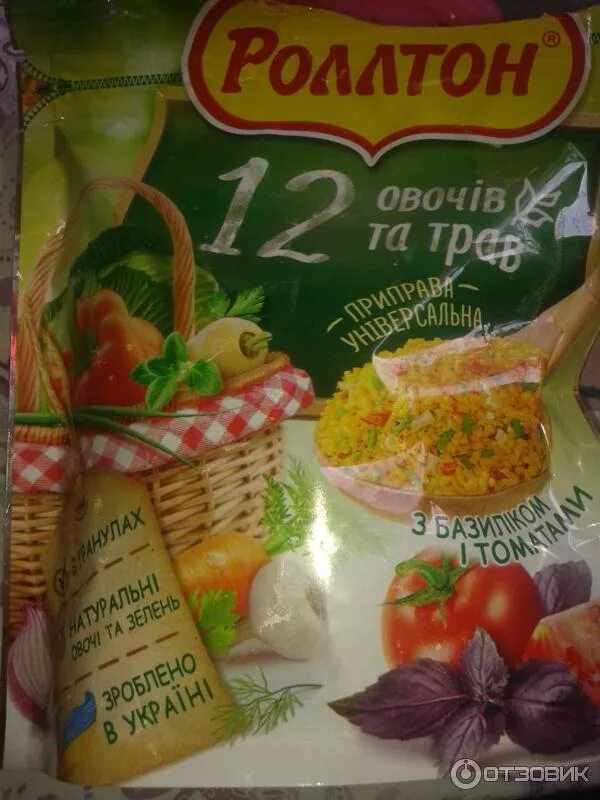 РОЛЛТОН®
12 ОВОЧІВ
ТА ТРАВ
ПРИПРАВА
УНІВЕРСАЛЬНА
З БАЗИЛІКОМ
І ТОМАТАМИ
В ГРАНУЛАХ
НАТУРАЛЬНІ
ОВОЧІ ТА ЗЕЛЕНЬ
ЗРОБЛЕНО
В УКРАЇНІ
ОТЗОВИК